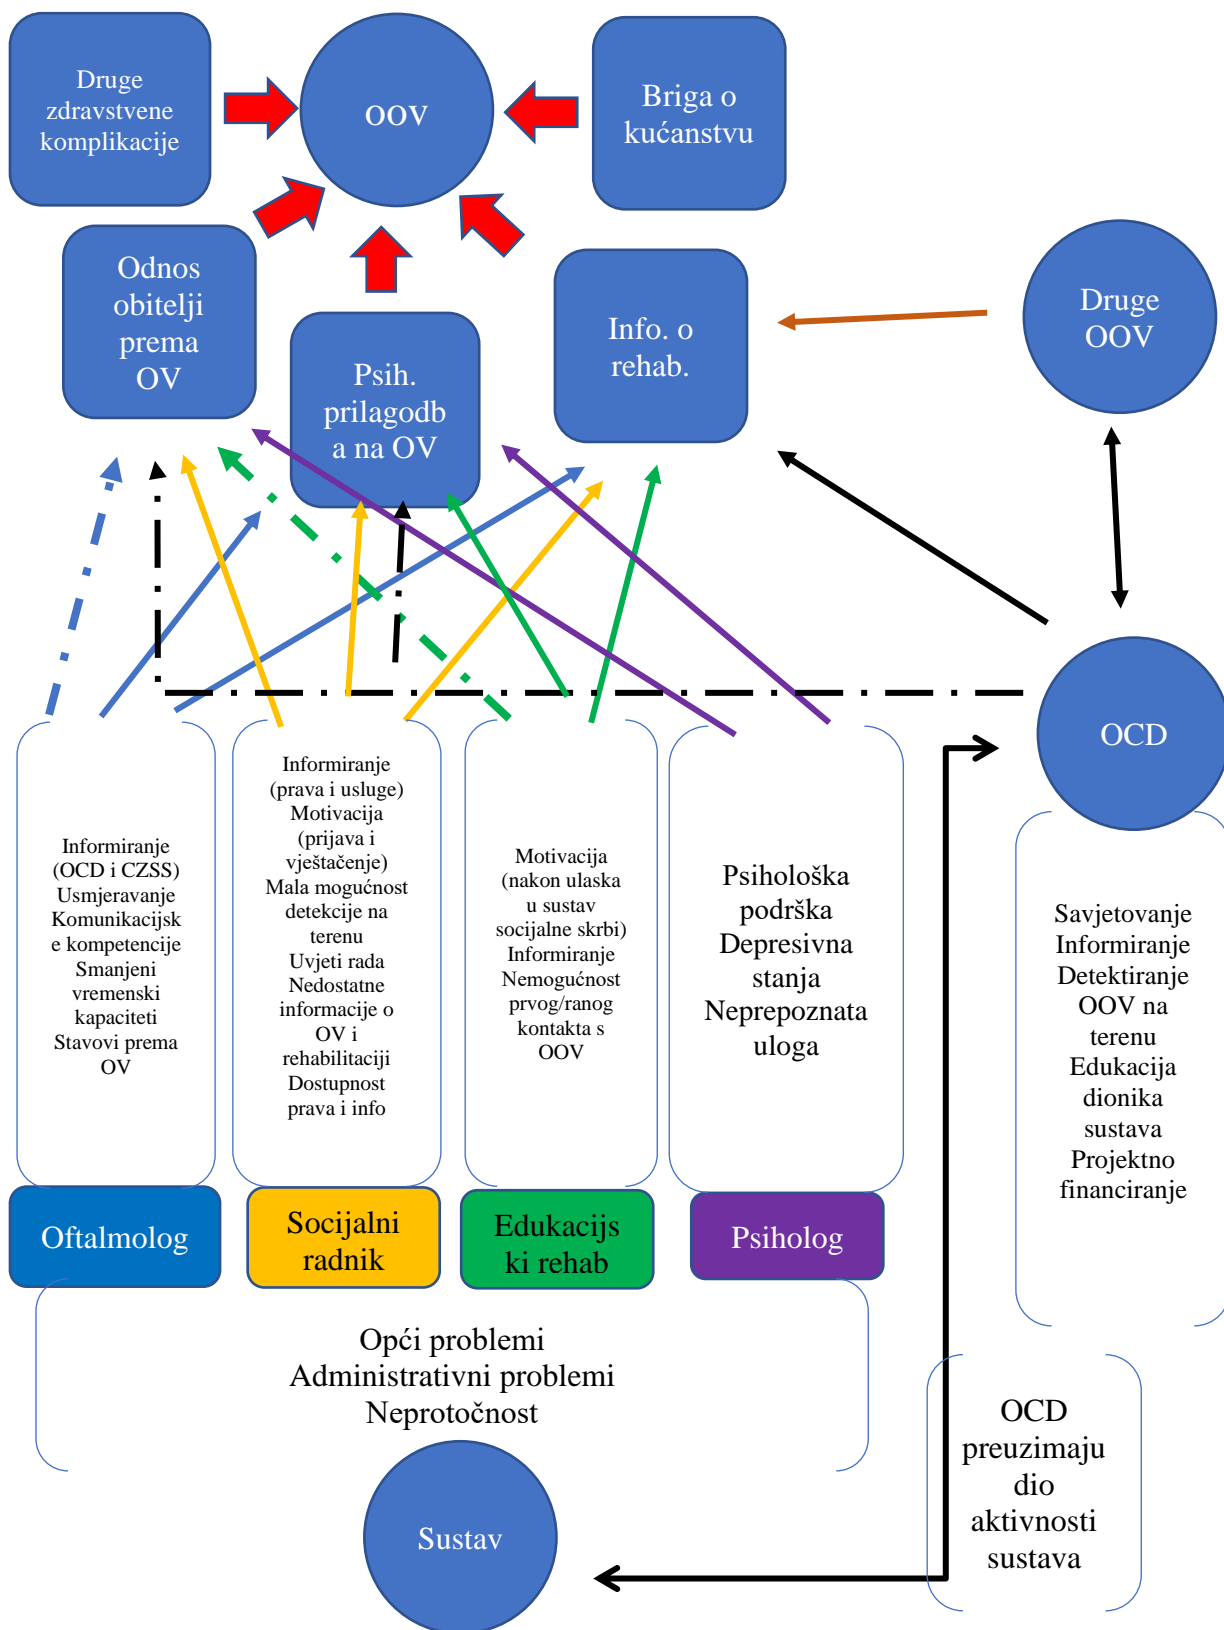 Druge
zdravstvene
komplikacije
OOV
Briga o
kućanstvu
Odnos
obitelji
prema
OV
Psih.
prilagodb
a na OV
Info. o
rehab.
Druge
OOV
OCD
Informiranje
(OCD i CZSS)
Usmjeravanje
Komunikacijsk
e kompetencije
Smanjeni
vremenski
kapaciteti
Stavovi prema
OV
Informiranje
(prava i usluge)
Motivacija
(prijava i
vještačenje)
Mala mogućnost
detekcije na
terenu
Uvjeti rada
Nedostatne
informacije o
OV i
rehabilitaciji
Dostupnost
prava i info
Motivacija
(nakon ulaska
u sustav
socijalne skrbi)
Informiranje
Nemogućnost
prvog/ranog
kontakta s
OOV
Psihološka
podrška
Depresivna
stanja
Neprepoznata
uloga
Savjetovanje
Informiranje
Detektiranje
OOV na
terenu
Edukacija
dionika
sustava
Projektno
financiranje
Oftalmolog
Socijalni
radnik
Edukacijs
ki rehab
Psiholog
Opći problemi
Administrativni problemi
Neprotočnost
OCD
preuzimaju
dio
aktivnosti
sustava
Sustav